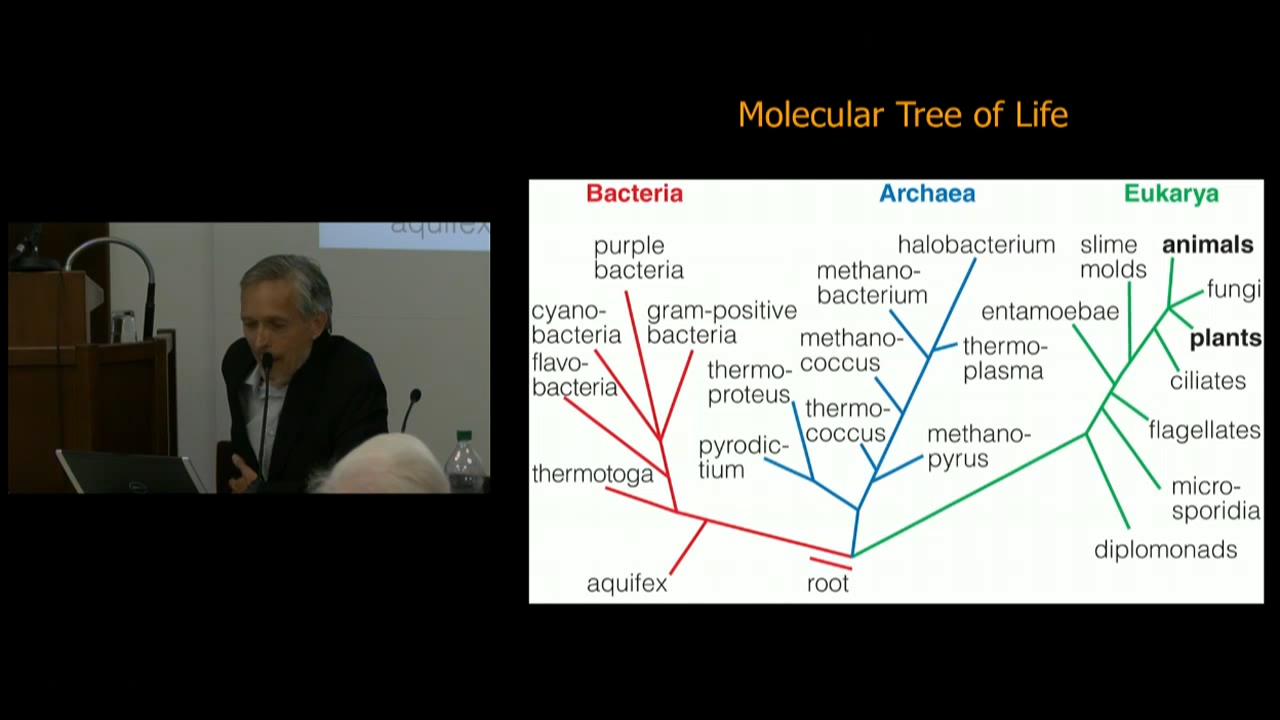 Molecular Tree of Life
Bacteria
Archaea
Eukarya
purple
bacteria
cyano-
bacteria
gram-positive
bacteria
flavo-
bacteria
thermotoga
aquifex
root
halobacterium
methano-
bacterium
methano-
coccus
thermo-
plasma
thermo-
proteus
thermo-
coccus
pyrodic-
tium
methano-
pyrus
slime
molds
animals
entamoebae
fungi
plants
ciliates
flagellates
micro-
sporidia
diplomonads
aquifex